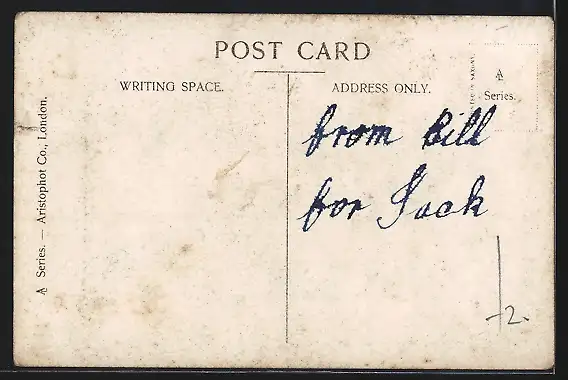 POST CARD
WRITING SPACE.
ADDRESS ONLY.
Series.
from Bill
for Jack
Series. — Aristophot Co., London.
-2-